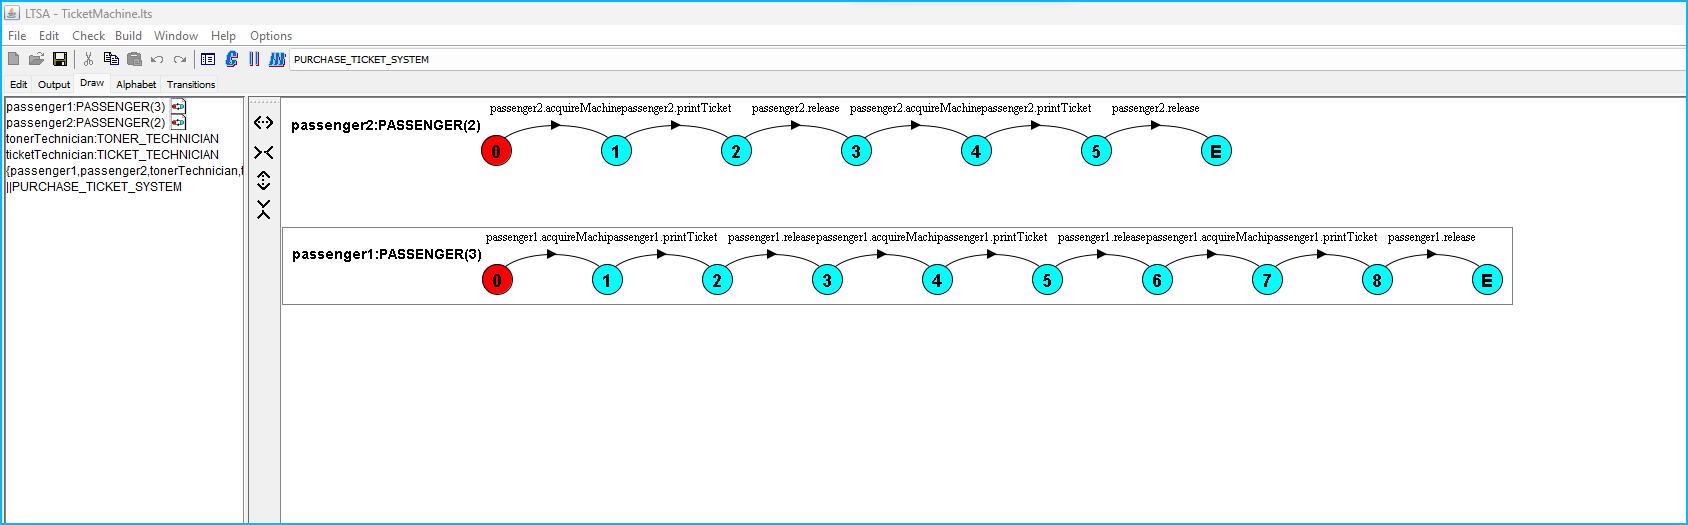 LTSA - TicketMachine.lts
File Edit Check Build Window Help Options
PURCHASE_TICKET_SYSTEM
Edit Output Draw Alphabet Transitions
passenger1:PASSENGER(3)
passenger2:PASSENGER(2)
tonerTechnician:TONER_TECHNICIAN
ticketTechnician:TICKET_TECHNICIAN
{passenger1,passenger2,tonerTechnician,t
||PURCHASE_TICKET_SYSTEM
passenger2.acquireMachinepassenger2.printTicket passenger2.release passenger2.acquireMachinepassenger2.printTicket passenger2.release
passenger2:PASSENGER(2)
0 1 2 3 4 5 E
passenger1.acquireMachipassenger1.printTicket passenger1.releasepassenger1.acquireMachipassenger1.printTicket passenger1.releasepassenger1.acquireMachipassenger1.printTicket passenger1.release
passenger1:PASSENGER(3)
0 1 2 3 4 5 6 7 8 E